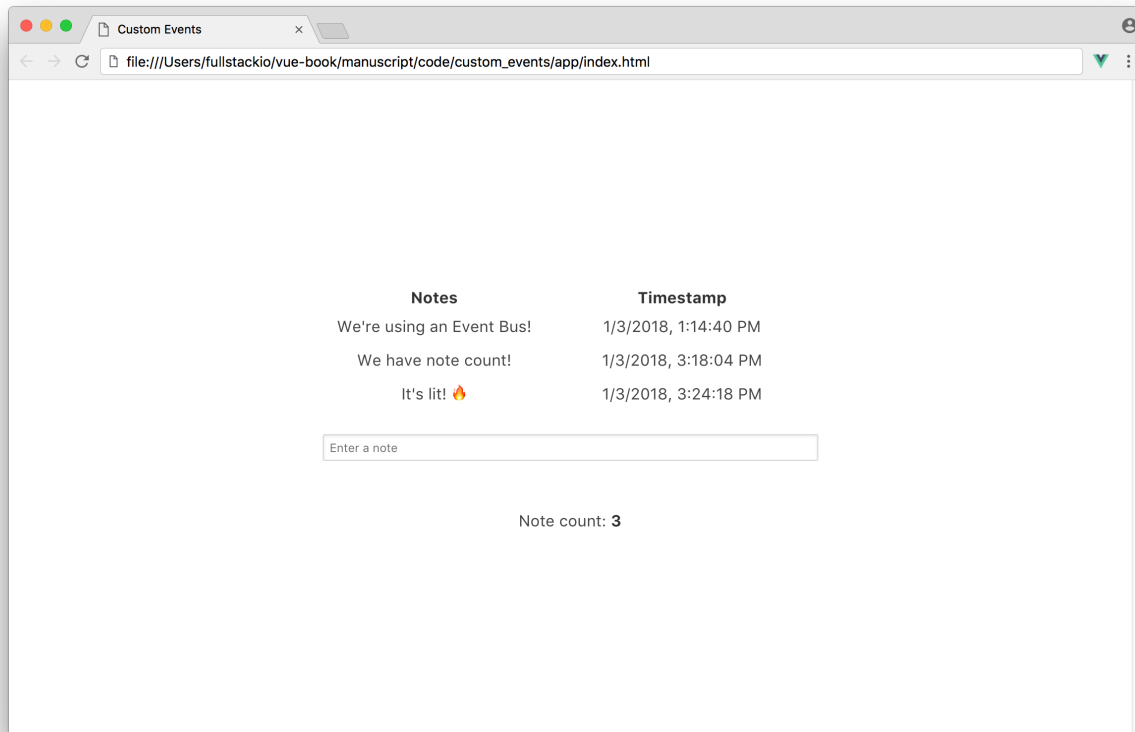 Custom Events
file:///Users/fullstackio/vue-book/manuscript/code/custom_events/app/index.html
Notes Timestamp
We're using an Event Bus! 1/3/2018, 1:14:40 PM
We have note count! 1/3/2018, 3:18:04 PM
It's lit! 🔥 1/3/2018, 3:24:18 PM
Enter a note
Note count: 3